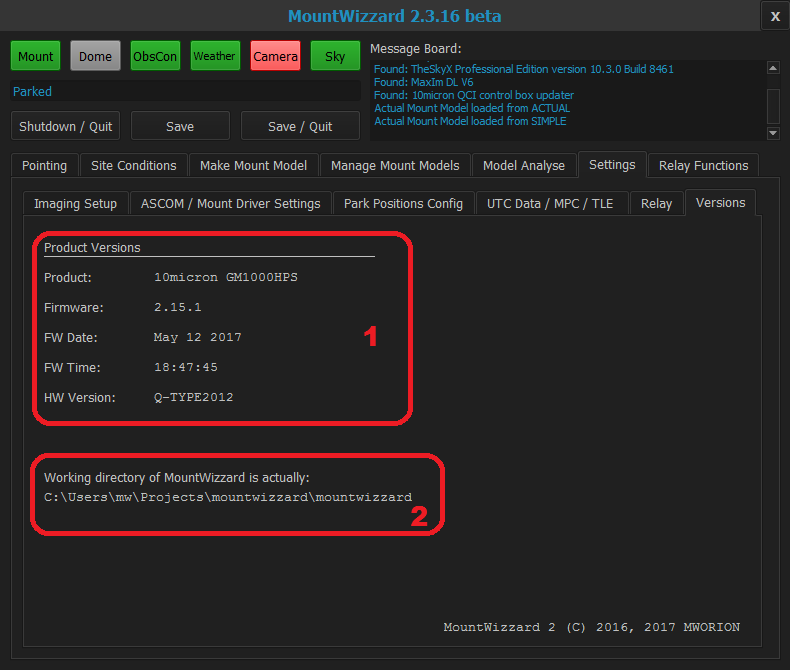 MountWizzard 2.3.16 beta
X
Mount Dome ObsCon Weather Camera Sky
Message Board:
Found: TheSkyX Professional Edition version 10.3.0 Build 8461
Found: MaxIm DL V6
Found: 10micron QCI control box updater
Actual Mount Model loaded from ACTUAL
Actual Mount Model loaded from SIMPLE
Parked
Shutdown / Quit Save Save / Quit
Pointing Site Conditions Make Mount Model Manage Mount Models Model Analyse Settings Relay Functions
Imaging Setup ASCOM / Mount Driver Settings Park Positions Config UTC Data / MPC / TLE Relay Versions
Product Versions
Product: 10micron GM1000HPS
Firmware: 2.15.1
FW Date: May 12 2017
FW Time: 18:47:45
HW Version: Q-TYPE2012
1
Working directory of MountWizzard is actually:
C:\Users\mw\Projects\mountwizzard\mountwizzard
2
MountWizzard 2 (C) 2016, 2017 MWORION